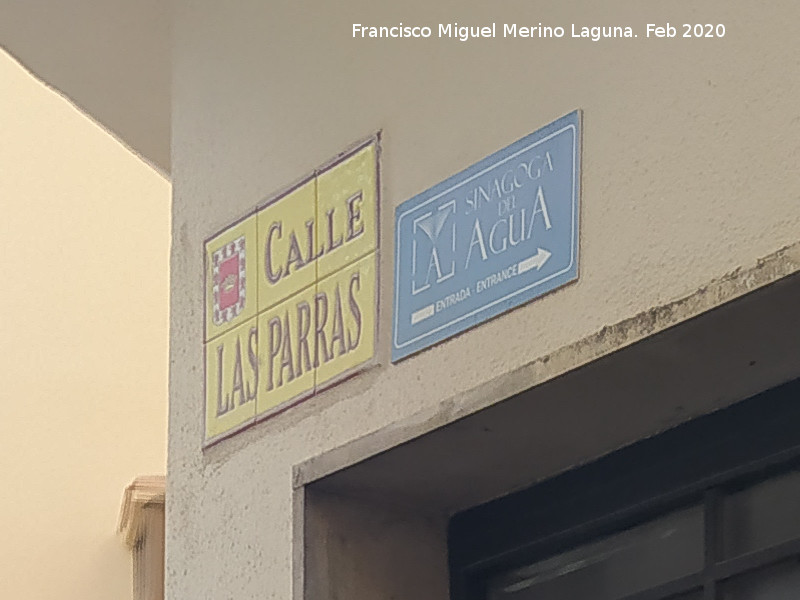 Francisco Miguel Merino Laguna. Feb 2020
CALLE
LAS PARRAS
SINAGOGA
DEL
AGUA
ENTRADA - ENTRANCE